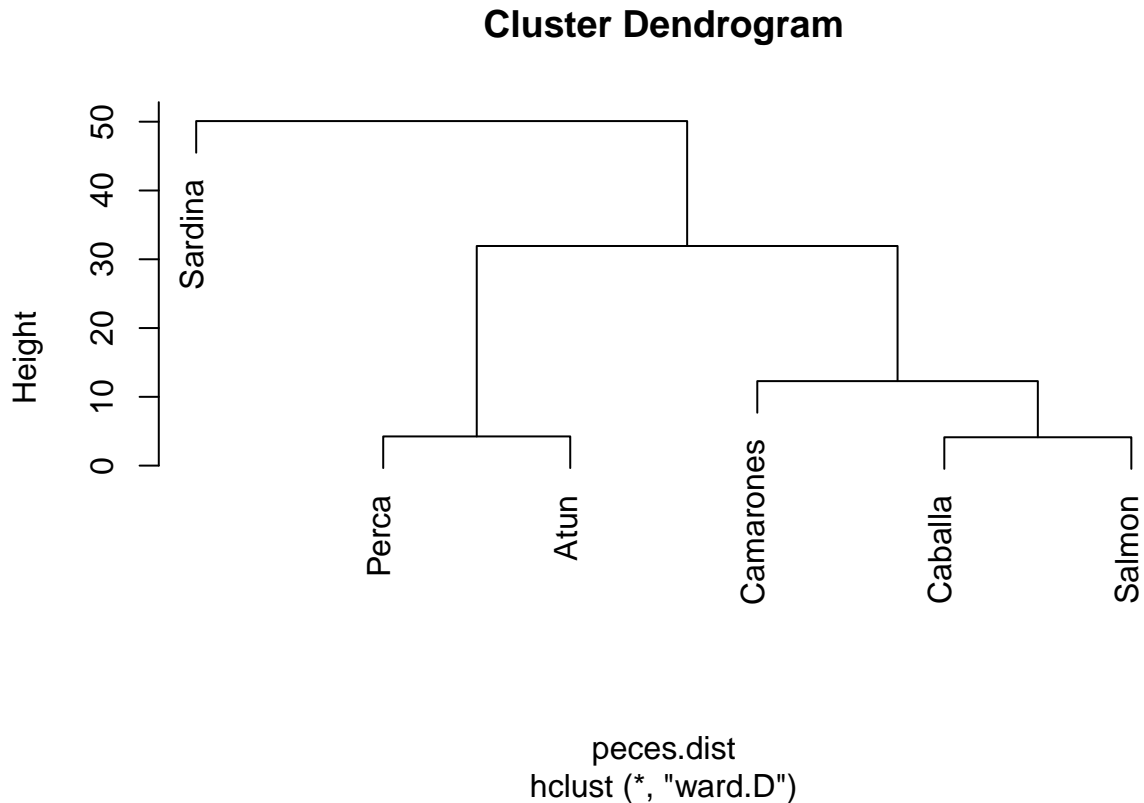 Cluster Dendrogram
Height
50
40
30
20
10
0
Sardina
Perca
Atun
Camarones
Caballa
Salmon
peces.dist
hclust (*, "ward.D")